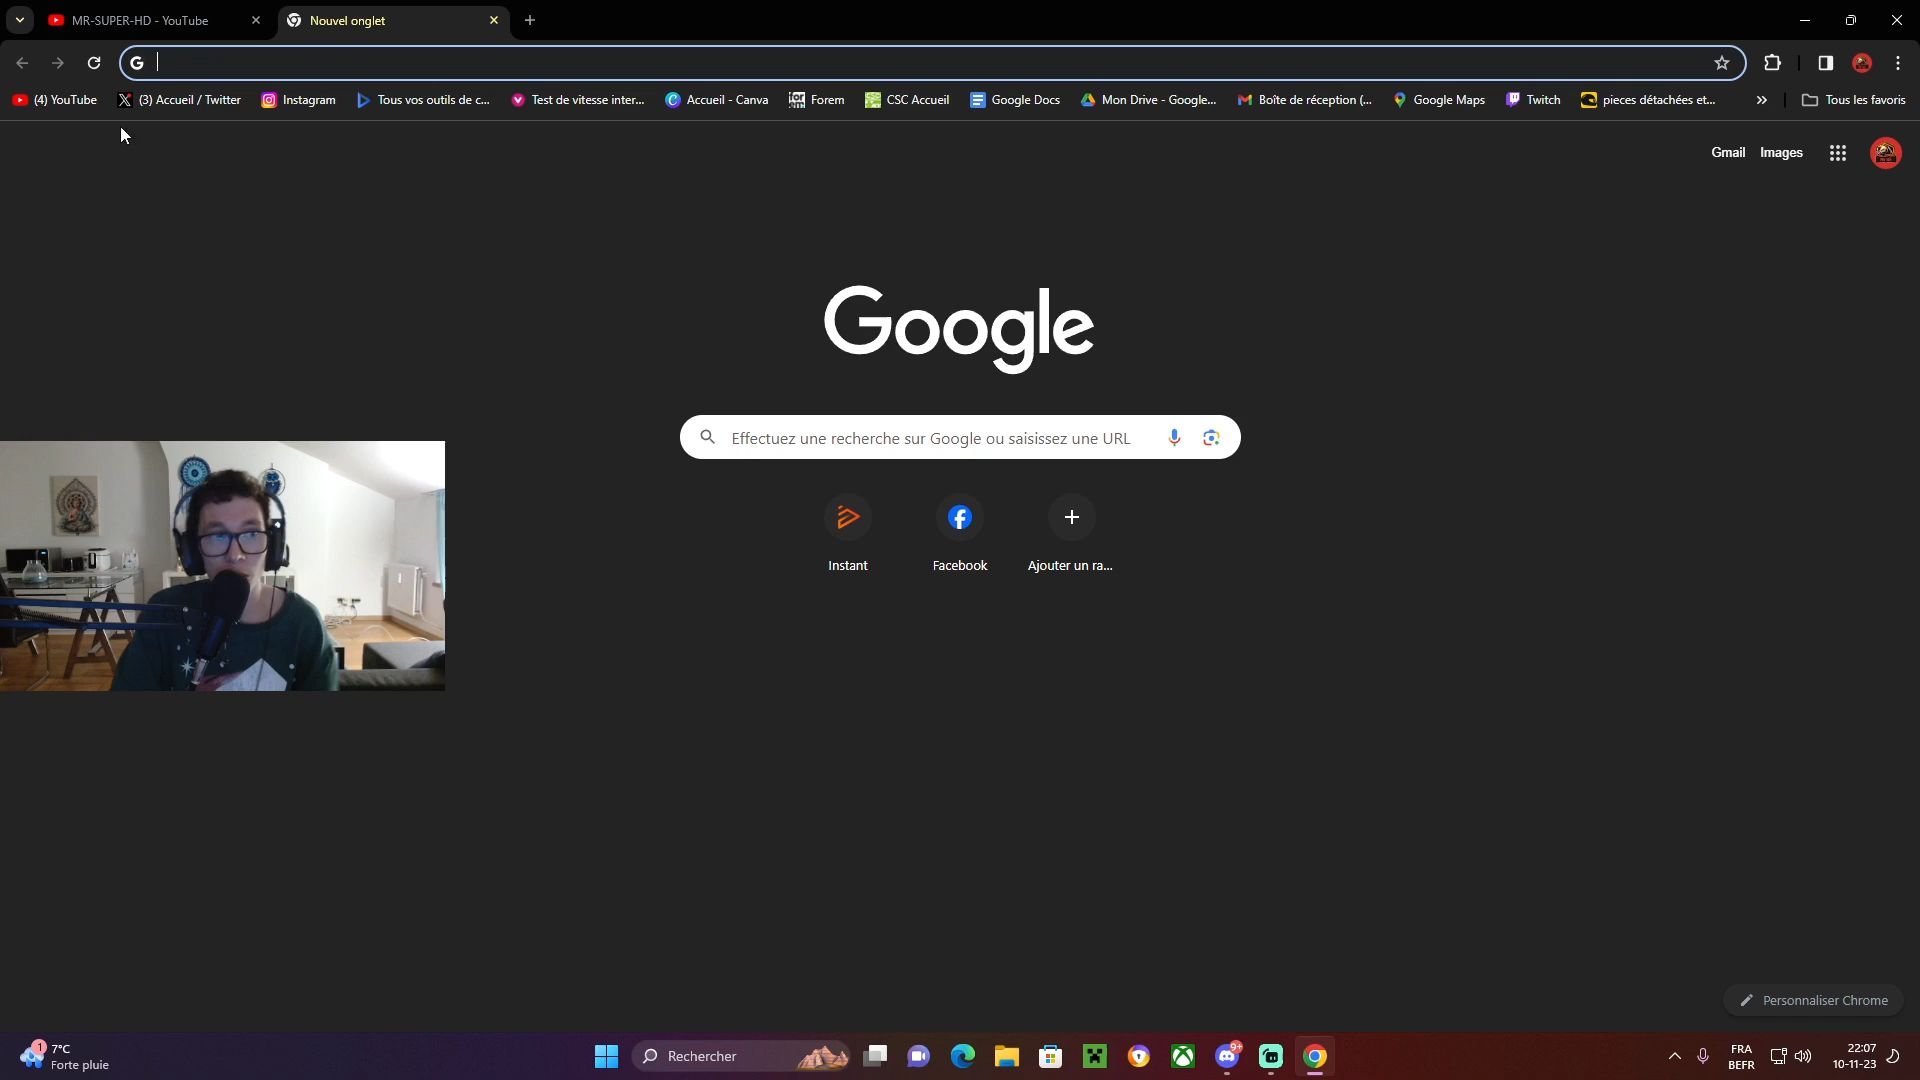 MR-SUPER-HD - YouTube
Nouvel onglet
(4) YouTube
(3) Accueil / Twitter
Instagram
Tous vos outils de c...
Test de vitesse inter...
Accueil - Canva
Forem
CSC Accueil
Google Docs
Mon Drive - Google...
Boîte de réception (...
Google Maps
Twitch
pieces détachées et...
Tous les favoris
Gmail
Images
Google
Effectuez une recherche sur Google ou saisissez une URL
Instant
Facebook
Ajouter un ra...
Personnaliser Chrome
1
7°C
Forte pluie
Rechercher
9+
FRA
BEFR
22:07
10-11-23